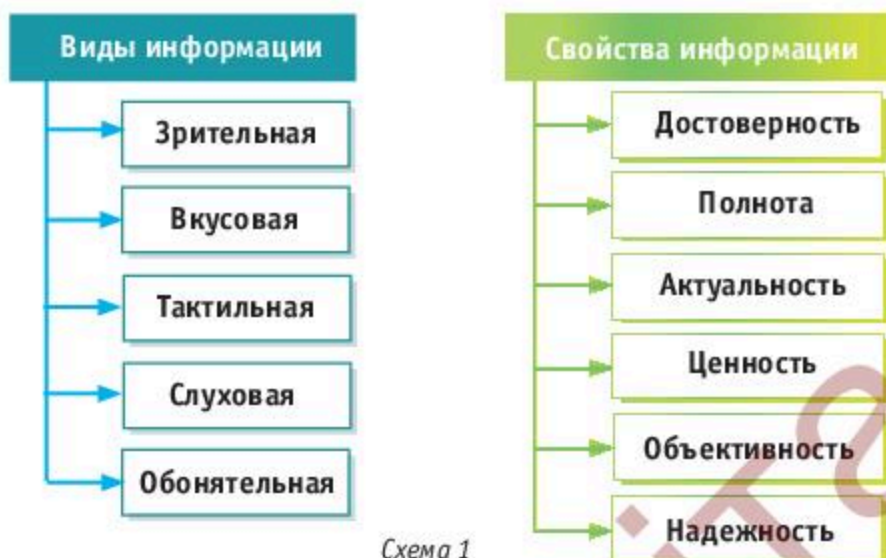 Виды информации
Зрительная
Вкусовая
Тактильная
Слуховая
Обонятельная
Свойства информации
Достоверность
Полнота
Актуальность
Ценность
Объективность
Надежность
Схема 1